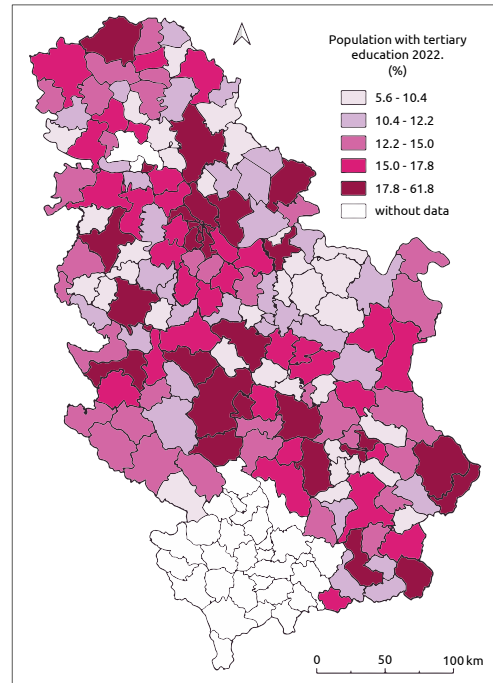 Population with tertiary
education 2022.
(%)
5.6 - 10.4
10.4 - 12.2
12.2 - 15.0
15.0 - 17.8
17.8 - 61.8
without data
0 50 100 km